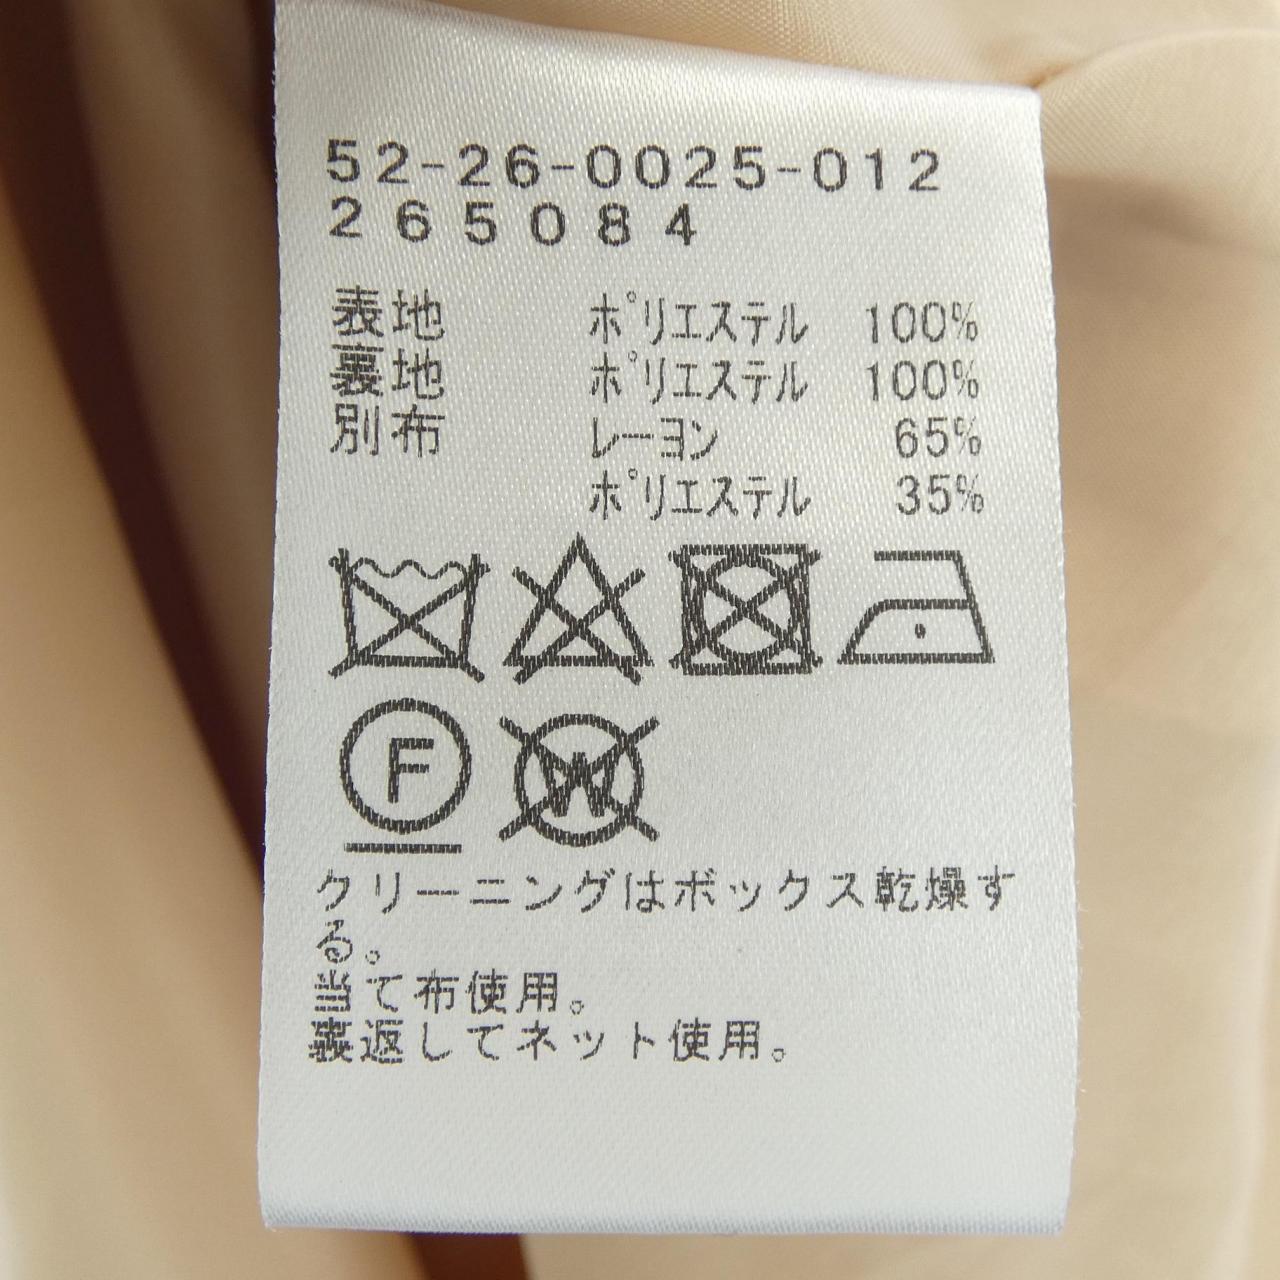 52-26-0025-012
265084
表地 ポリエステル 100%
裏地 ポリエステル 100%
別布 レーヨン 65%
ポリエステル 35%
F W
クリーニングはボックス乾燥す
る。
当て布使用。
裏返してネット使用。